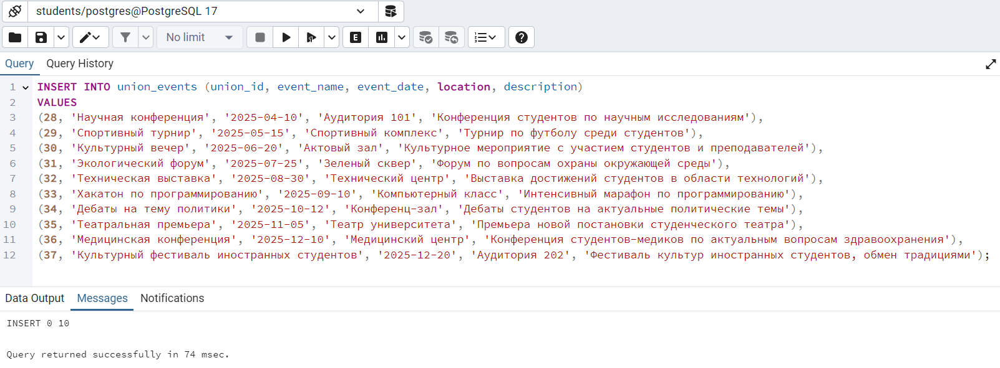 students/postgres@PostgreSQL 17
No limit
E
Query Query History
1 INSERT INTO union_events (union_id, event_name, event_date, location, description)
2 VALUES
3 (28, 'Научная конференция', '2025-04-10', 'Аудитория 101', 'Конференция студентов по научным исследованиям'),
4 (29, 'Спортивный турнир', '2025-05-15', 'Спортивный комплекс', 'Турнир по футболу среди студентов'),
5 (30, 'Культурный вечер', '2025-06-20', 'Актовый зал', 'Культурное мероприятие с участием студентов и преподавателей'),
6 (31, 'Экологический форум', '2025-07-25', 'Зеленый сквер', 'Форум по вопросам охраны окружающей среды'),
7 (32, 'Техническая выставка', '2025-08-30', 'Технический центр', 'Выставка достижений студентов в области технологий'),
8 (33, 'Хакатон по программированию', '2025-09-10', 'Компьютерный класс', 'Интенсивный марафон по программированию'),
9 (34, 'Дебаты на тему политики', '2025-10-12', 'Конференц-зал', 'Дебаты студентов на актуальные политические темы'),
10 (35, 'Театральная премьера', '2025-11-05', 'Театр университета', 'Премьера новой постановки студенческого театра'),
11 (36, 'Медицинская конференция', '2025-12-10', 'Медицинский центр', 'Конференция студентов-медиков по актуальным вопросам здравоохранения'),
12 (37, 'Культурный фестиваль иностранных студентов', '2025-12-20', 'Аудитория 202', 'Фестиваль культур иностранных студентов, обмен традициями');
Data Output Messages Notifications
INSERT 0 10
Query returned successfully in 74 msec.